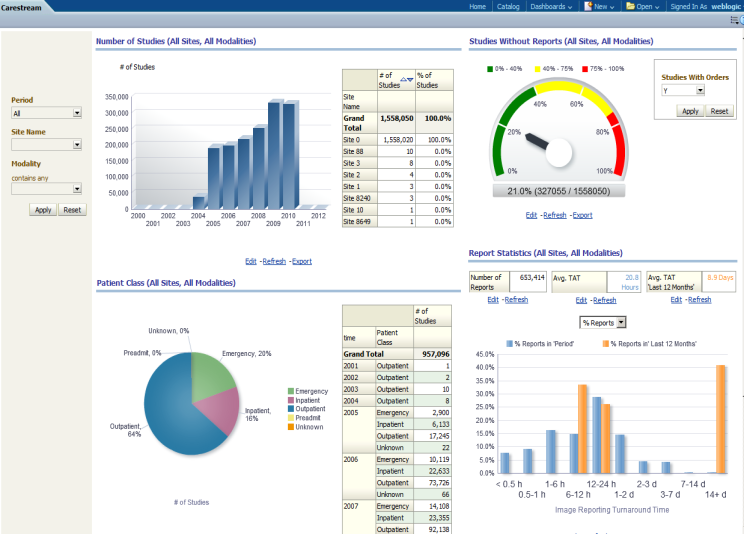 Carestream
Home Catalog Dashboards New Open Signed In As weblogic
Period
All
Site Name
Modality
contains any
Apply Reset
Number of Studies (All Sites, All Modalities)
# of Studies
350,000
300,000
250,000
200,000
150,000
100,000
50,000
0
2000 2002 2004 2006 2008 2010 2012
2001 2003 2005 2007 2009 2011
# of Studies % of Studies
Site Name
Grand Total 1,558,050 100.0%
Site 0 1,558,020 100.0%
Site 88 10 0.0%
Site 3 8 0.0%
Site 2 4 0.0%
Site 1 3 0.0%
Site 8240 3 0.0%
Site 10 1 0.0%
Site 8649 1 0.0%
Edit - Refresh - Export
Patient Class (All Sites, All Modalities)
Unknown, 0%
Preadmit, 0%
Emergency, 20%
Inpatient, 16%
Outpatient, 64%
Emergency
Inpatient
Outpatient
Preadmit
Unknown
# of Studies
# of Studies
time Patient Class
Grand Total 957,096
2001 Outpatient 1
2002 Outpatient 2
2003 Outpatient 10
2004 Outpatient 8
2005 Emergency 2,900
Inpatient 6,133
Outpatient 17,245
Unknown 22
2006 Emergency 10,119
Inpatient 22,633
Outpatient 73,726
Unknown 66
2007 Emergency 14,108
Inpatient 23,355
Outpatient 92,138
Studies Without Reports (All Sites, All Modalities)
0% - 40% 40% - 75% 75% - 100%
0%
20%
40%
60%
80%
100%
21.0% (327055 / 1558050)
Studies With Orders
Y
Apply Reset
Edit - Refresh - Export
Report Statistics (All Sites, All Modalities)
Number of Reports 653,414
Edit - Refresh
Avg. TAT 20.8 Hours
Edit - Refresh
Avg. TAT 'Last 12 Months' 8.9 Days
Edit - Refresh
% Reports
% Reports in 'Period' % Reports in' Last 12 Months'
45.0%
40.0%
35.0%
30.0%
25.0%
20.0%
15.0%
10.0%
5.0%
0.0%
< 0.5 h 1-6 h 12-24 h 2-3 d 7-14 d
0.5-1 h 6-12 h 1-2 d 3-7 d 14+ d
Image Reporting Turnaround Time